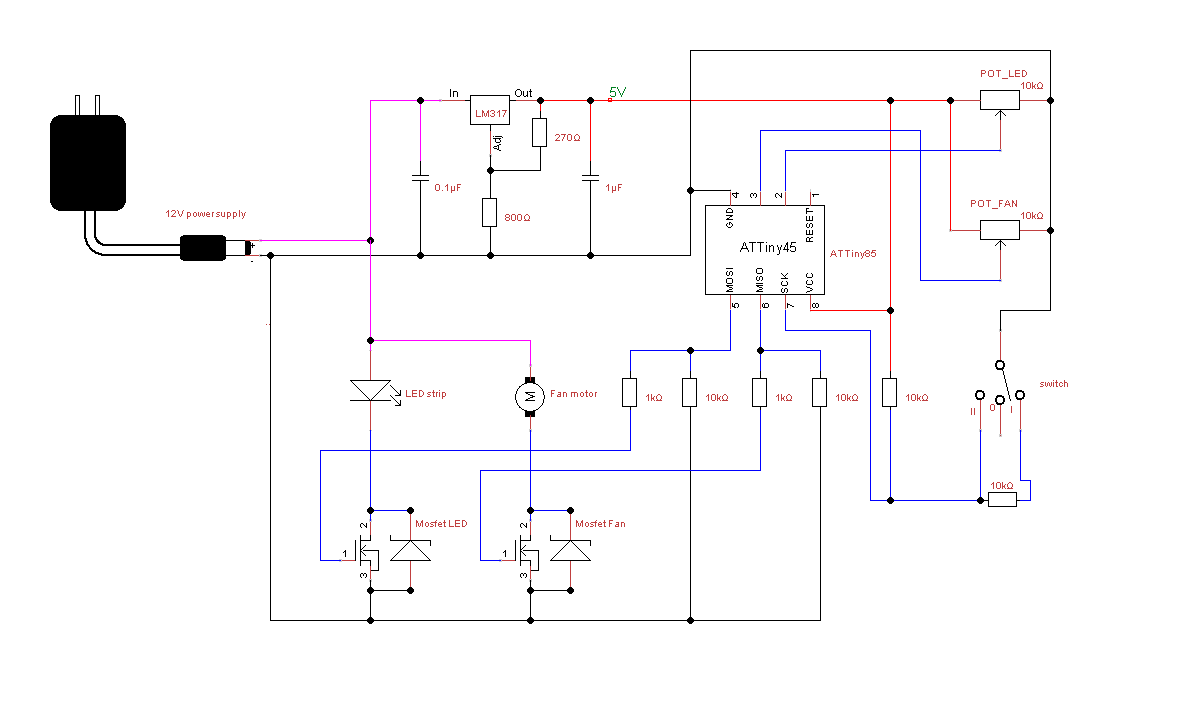 POT_LED
10kΩ
In
Out
5V
LM317
Adj
270Ω
0.1µF
1µF
800Ω
12V powersupply
+
-
4
3
2
1
GND
RESET
ATTiny45
ATTiny85
MOSI
MISO
SCK
VCC
5
6
7
8
POT_FAN
10kΩ
LED strip
M
Fan motor
1kΩ
10kΩ
1kΩ
10kΩ
10kΩ
switch
II
0
I
10kΩ
Mosfet LED
2
1
3
Mosfet Fan
2
1
3